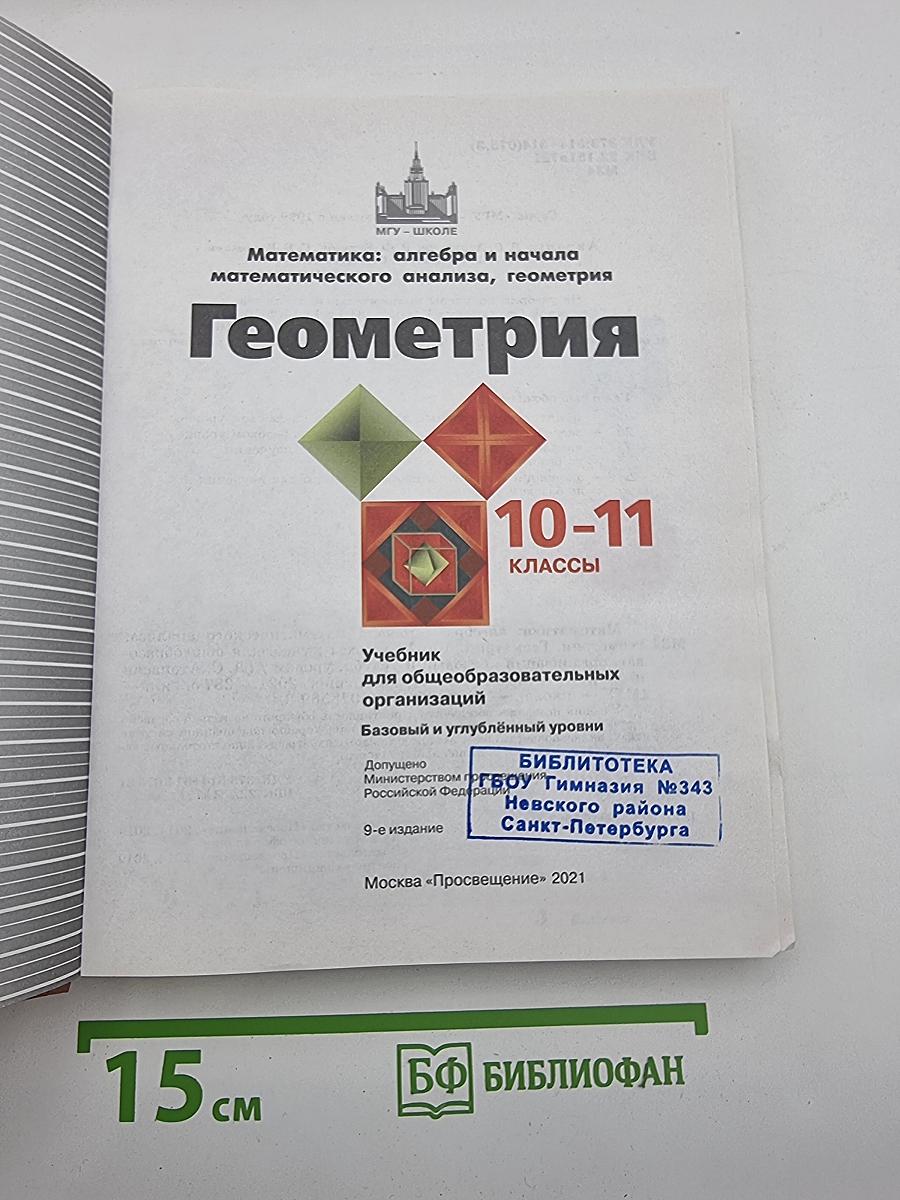 МГУ – ШКОЛЕ
Математика: алгебра и начала
математического анализа, геометрия
Геометрия
10–11
КЛАССЫ
Учебник
для общеобразовательных
организаций
Базовый и углублённый уровни
Допущено
Министерством просвещения
Российской Федерации
9-е издание
БИБЛИТОТЕКА
ГБОУ Гимназия №343
Невского района
Санкт-Петербурга
Москва «Просвещение» 2021
15 см
БФ БИБЛИОФАН